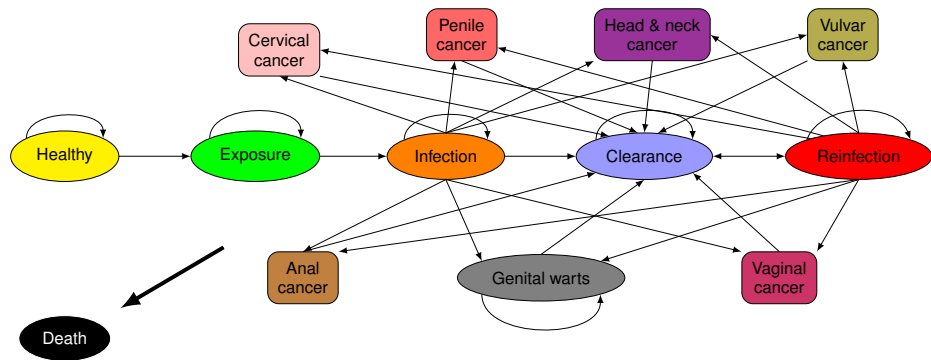 Cervical
cancer
Penile
cancer
Head & neck
cancer
Vulvar
cancer
Healthy
Exposure
Infection
Clearance
Reinfection
Anal
cancer
Genital warts
Vaginal
cancer
Death